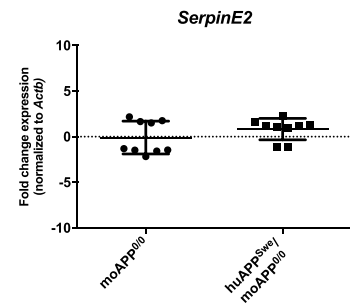 SerpinE2
Fold change expression
(normalized to Actb)
10
5
0
-5
-10
moAPP0/0
huAPPSwe/
moAPP0/0